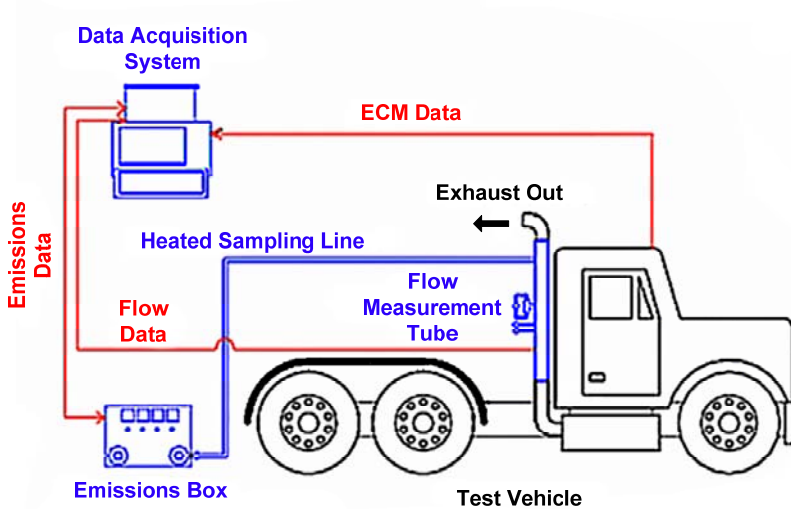 Data Acquisition
System
ECM Data
Exhaust Out
Heated Sampling Line
Emissions
Data
Flow
Measurement
Tube
Flow
Data
Emissions Box
Test Vehicle